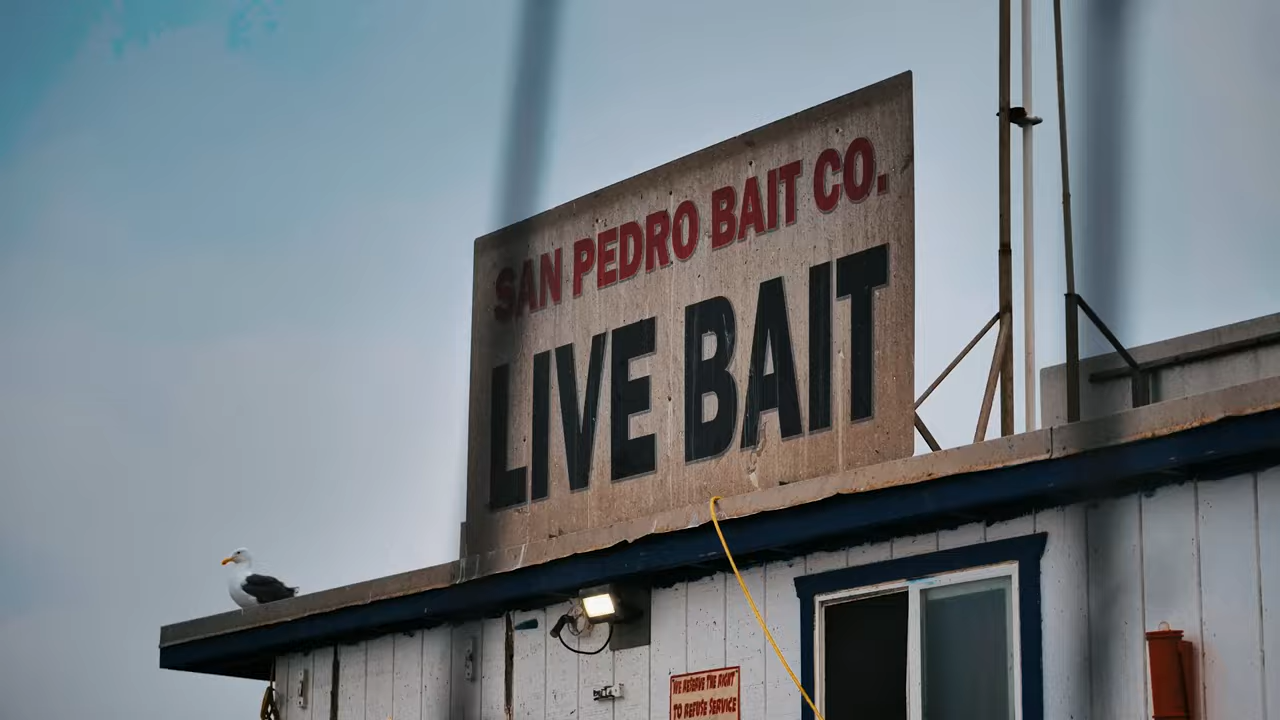 SAN PEDRO BAIT CO.
LIVE BAIT
WE RESERVE THE RIGHT
TO REFUSE SERVICE